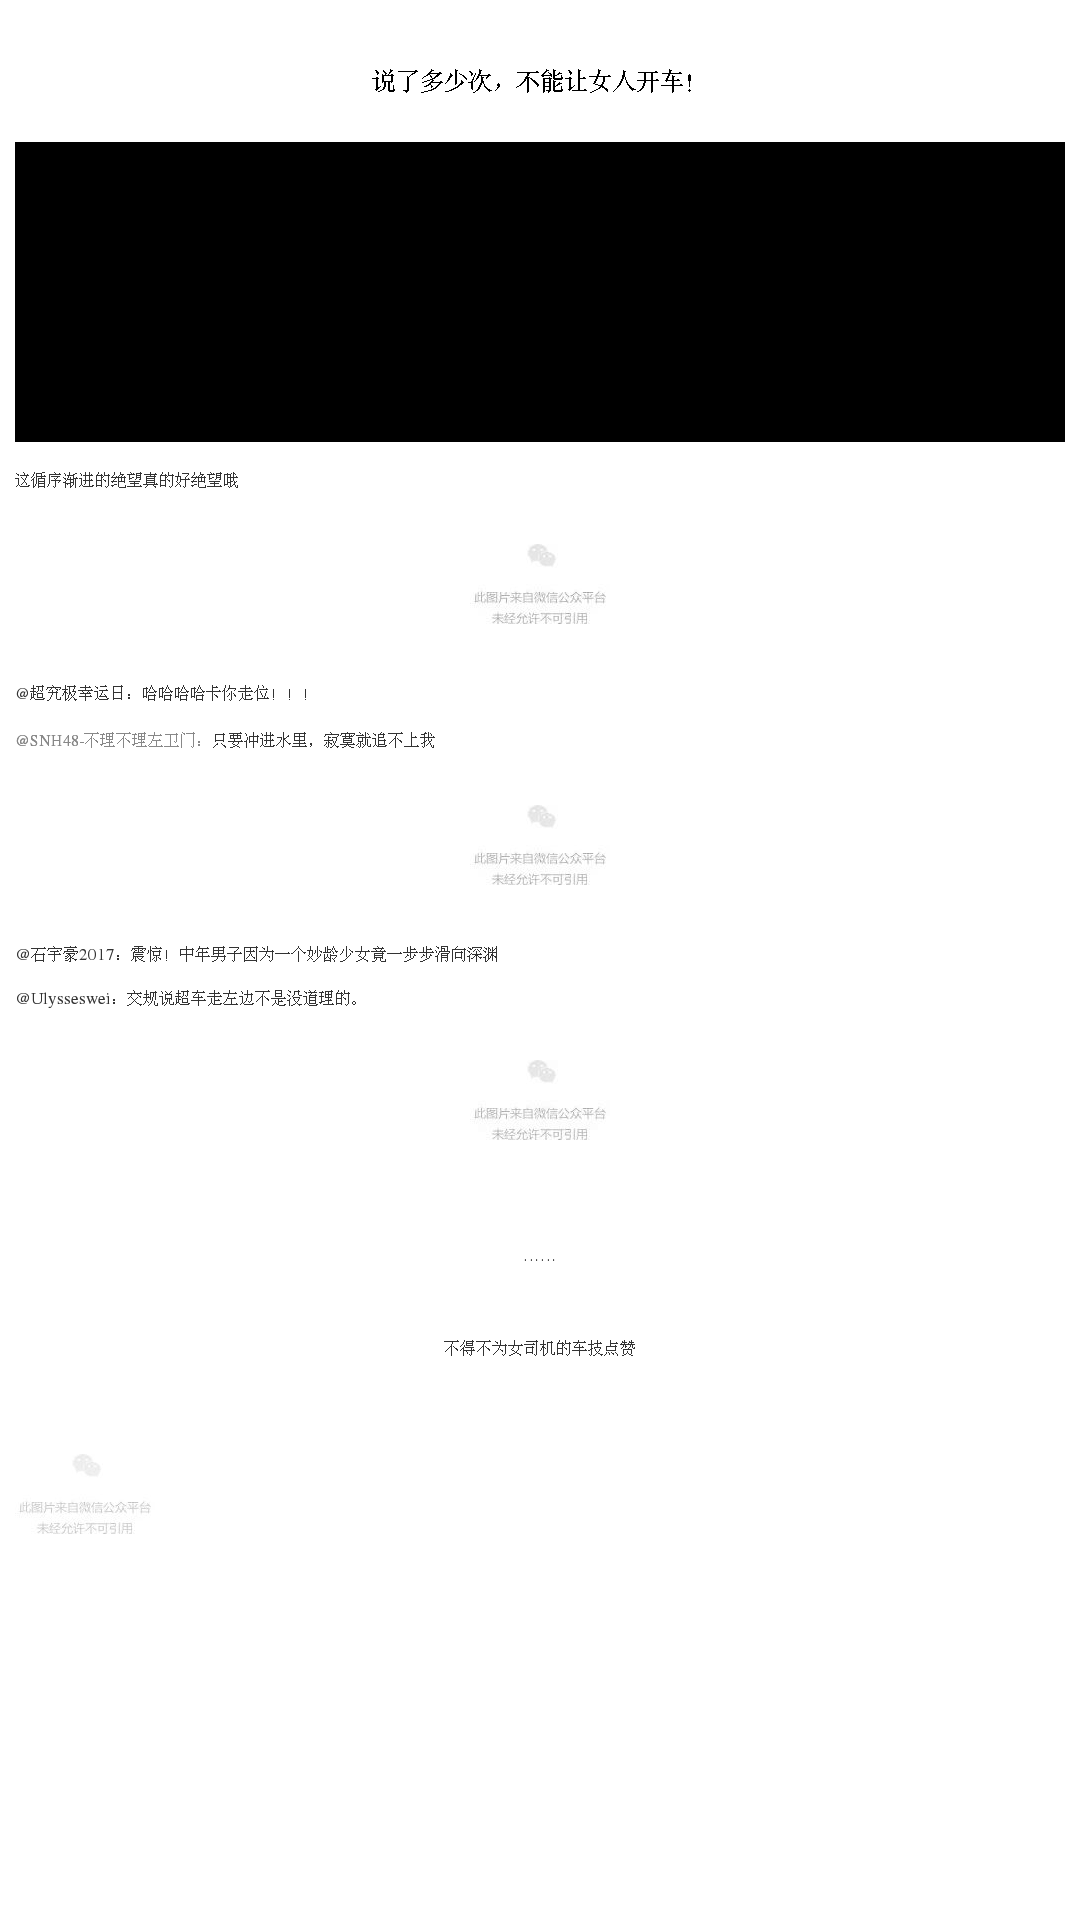 说了多少次，不能让女人开车！
这循序渐进的绝望真的好绝望哦
此图片来自微信公众平台
未经允许不可引用
@超究极幸运日：哈哈哈哈卡你走位！！！
@SNH48-不理不理左卫门：只要冲进水里，寂寞就追不上我
此图片来自微信公众平台
未经允许不可引用
@石宇豪2017：震惊！中年男子因为一个妙龄少女竟一步步滑向深渊
@Ulysseswei：交规说超车走左边不是没道理的。
此图片来自微信公众平台
未经允许不可引用
……
不得不为女司机的车技点赞
此图片来自微信公众平台
未经允许不可引用